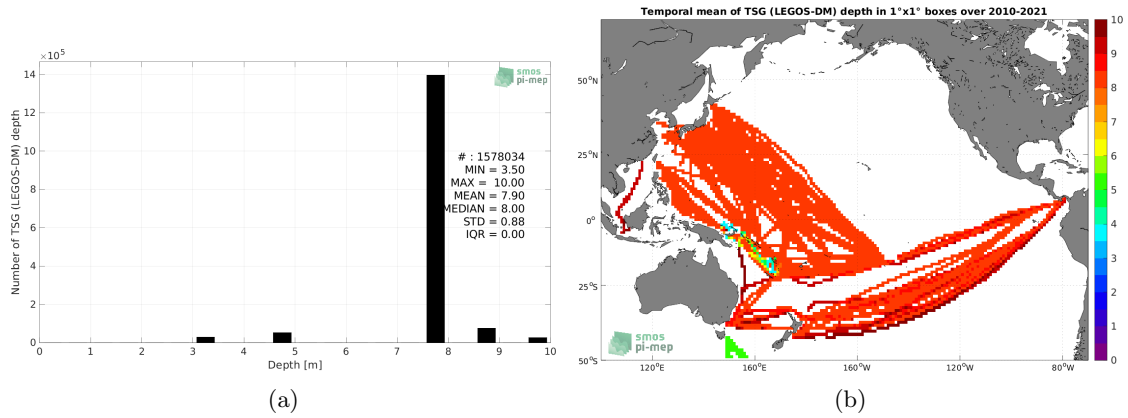 ×10⁵
14
12
10
8
6
4
2
0
Number of TSG (LEGOS-DM) depth
smos
pi-mep
# : 1578034
MIN = 3.50
MAX = 10.00
MEAN = 7.90
MEDIAN = 8.00
STD = 0.88
IQR = 0.00
0 1 2 3 4 5 6 7 8 9 10
Depth [m]
(a)
Temporal mean of TSG (LEGOS-DM) depth in 1°x1° boxes over 2010-2021
50°N
25°N
0°
25°S
50°S
120°E 160°E 160°W 120°W 80°W
10
9
8
7
6
5
4
3
2
1
0
smos
pi-mep
(b)